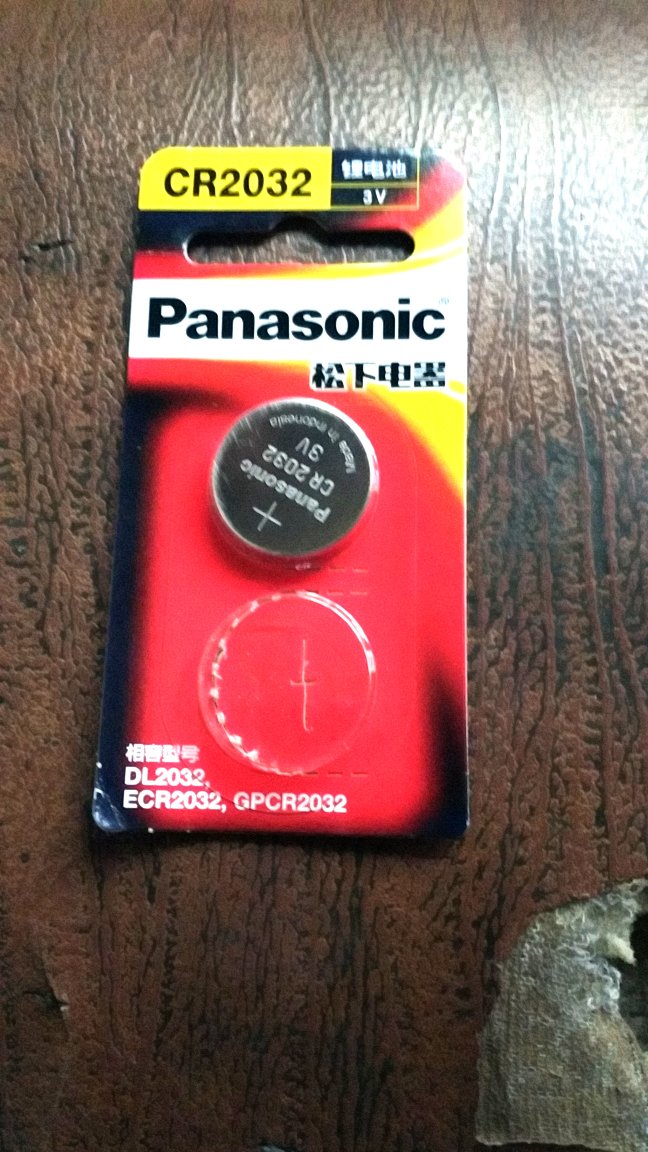 CR2032
锂电池
3V
Panasonic
松下电器
Made in Indonesia
3V
CR 2032
Panasonic
+
相容型号
DL2032,
ECR2032, GPCR2032